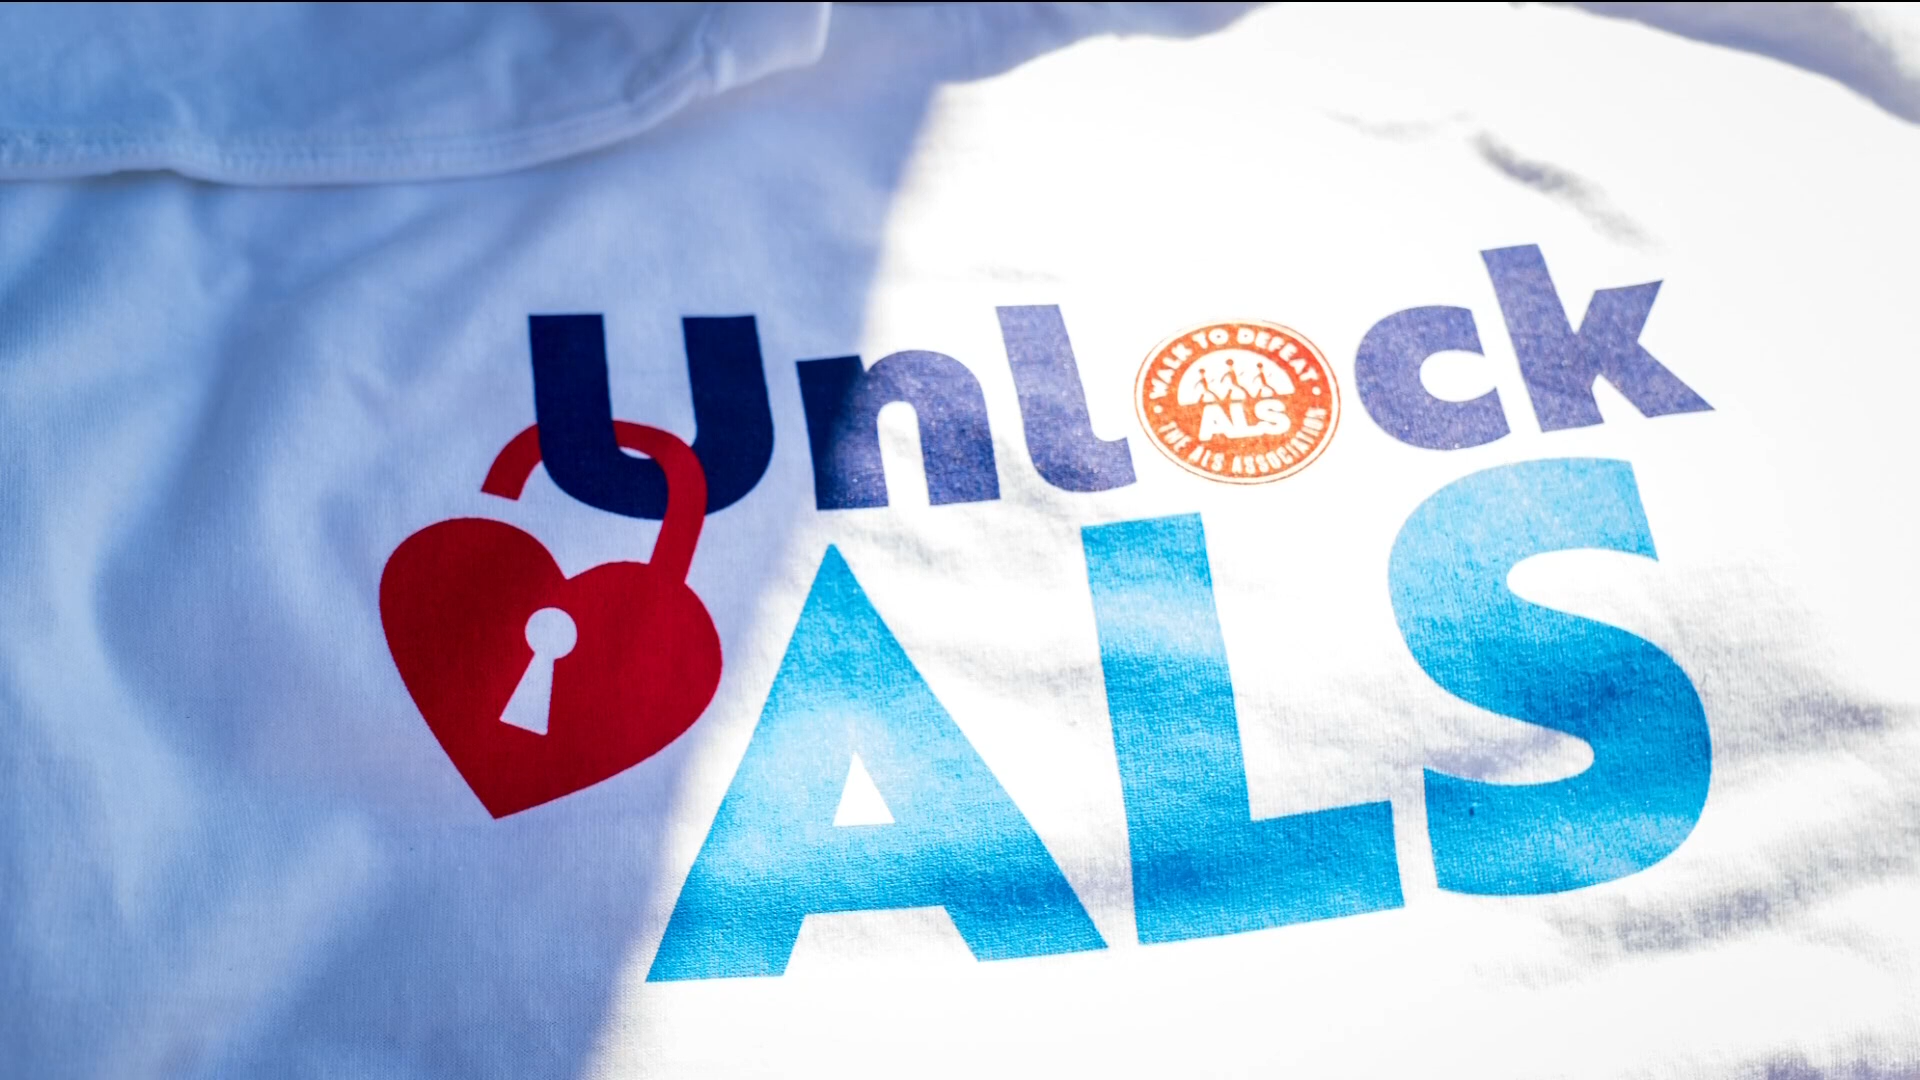 Unlock
WALK TO DEFEAT
ALS
THE ALS ASSOCIATION
ALS